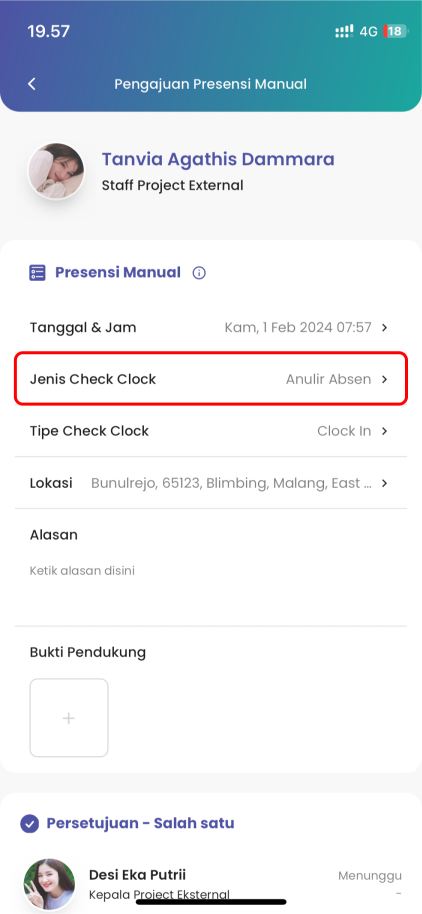 19.57
4G 18
Pengajuan Presensi Manual
Tanvia Agathis Dammara
Staff Project External
Presensi Manual
Tanggal & Jam Kam, 1 Feb 2024 07:57
Jenis Check Clock Anulir Absen
Tipe Check Clock Clock In
Lokasi Bunulrejo, 65123, Blimbing, Malang, East ...
Alasan
Ketik alasan disini
Bukti Pendukung
Persetujuan - Salah satu
Desi Eka Putrii Menunggu
Kepala Project Eksternal -